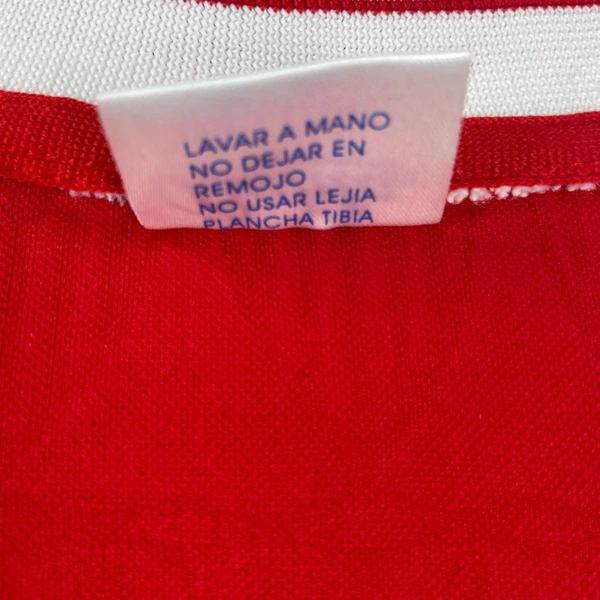 LAVAR A MANO
NO DEJAR EN
REMOJO
NO USAR LEJIA
PLANCHA TIBIA